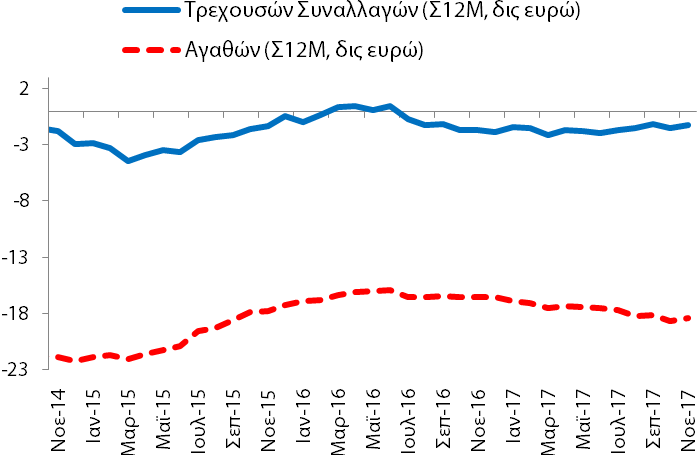 Τρεχουσών Συναλλαγών (Σ12Μ, δις ευρώ)
Αγαθών (Σ12Μ, δις ευρώ)
2
-3
-8
-13
-18
-23
Νοε-14
Ιαν-15
Μαρ-15
Μαϊ-15
Ιουλ-15
Σεπ-15
Νοε-15
Ιαν-16
Μαρ-16
Μαϊ-16
Ιουλ-16
Σεπ-16
Νοε-16
Ιαν-17
Μαρ-17
Μαϊ-17
Ιουλ-17
Σεπ-17
Νοε-17